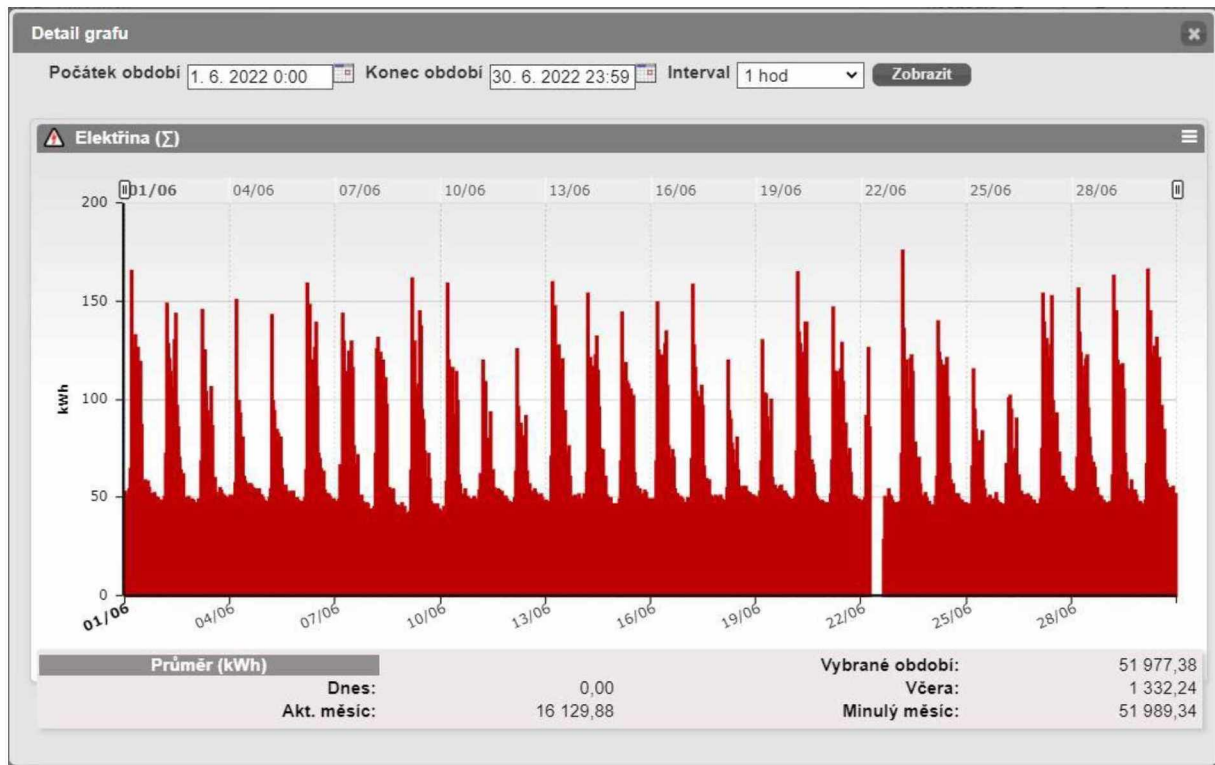 Detail grafu
Počátek období 1. 6. 2022 0:00 Konec období 30. 6. 2022 23:59 Interval 1 hod Zobrazit
Elektřina (∑)
01/06 04/06 07/06 10/06 13/06 16/06 19/06 22/06 25/06 28/06
200
150
100
50
0
kWh
01/06 04/06 07/06 10/06 13/06 16/06 19/06 22/06 25/06 28/06
Průměr (kWh) Vybrané období: 51 977,38
Dnes: 0,00 Včera: 1 332,24
Akt. měsíc: 16 129,88 Minulý měsíc: 51 989,34